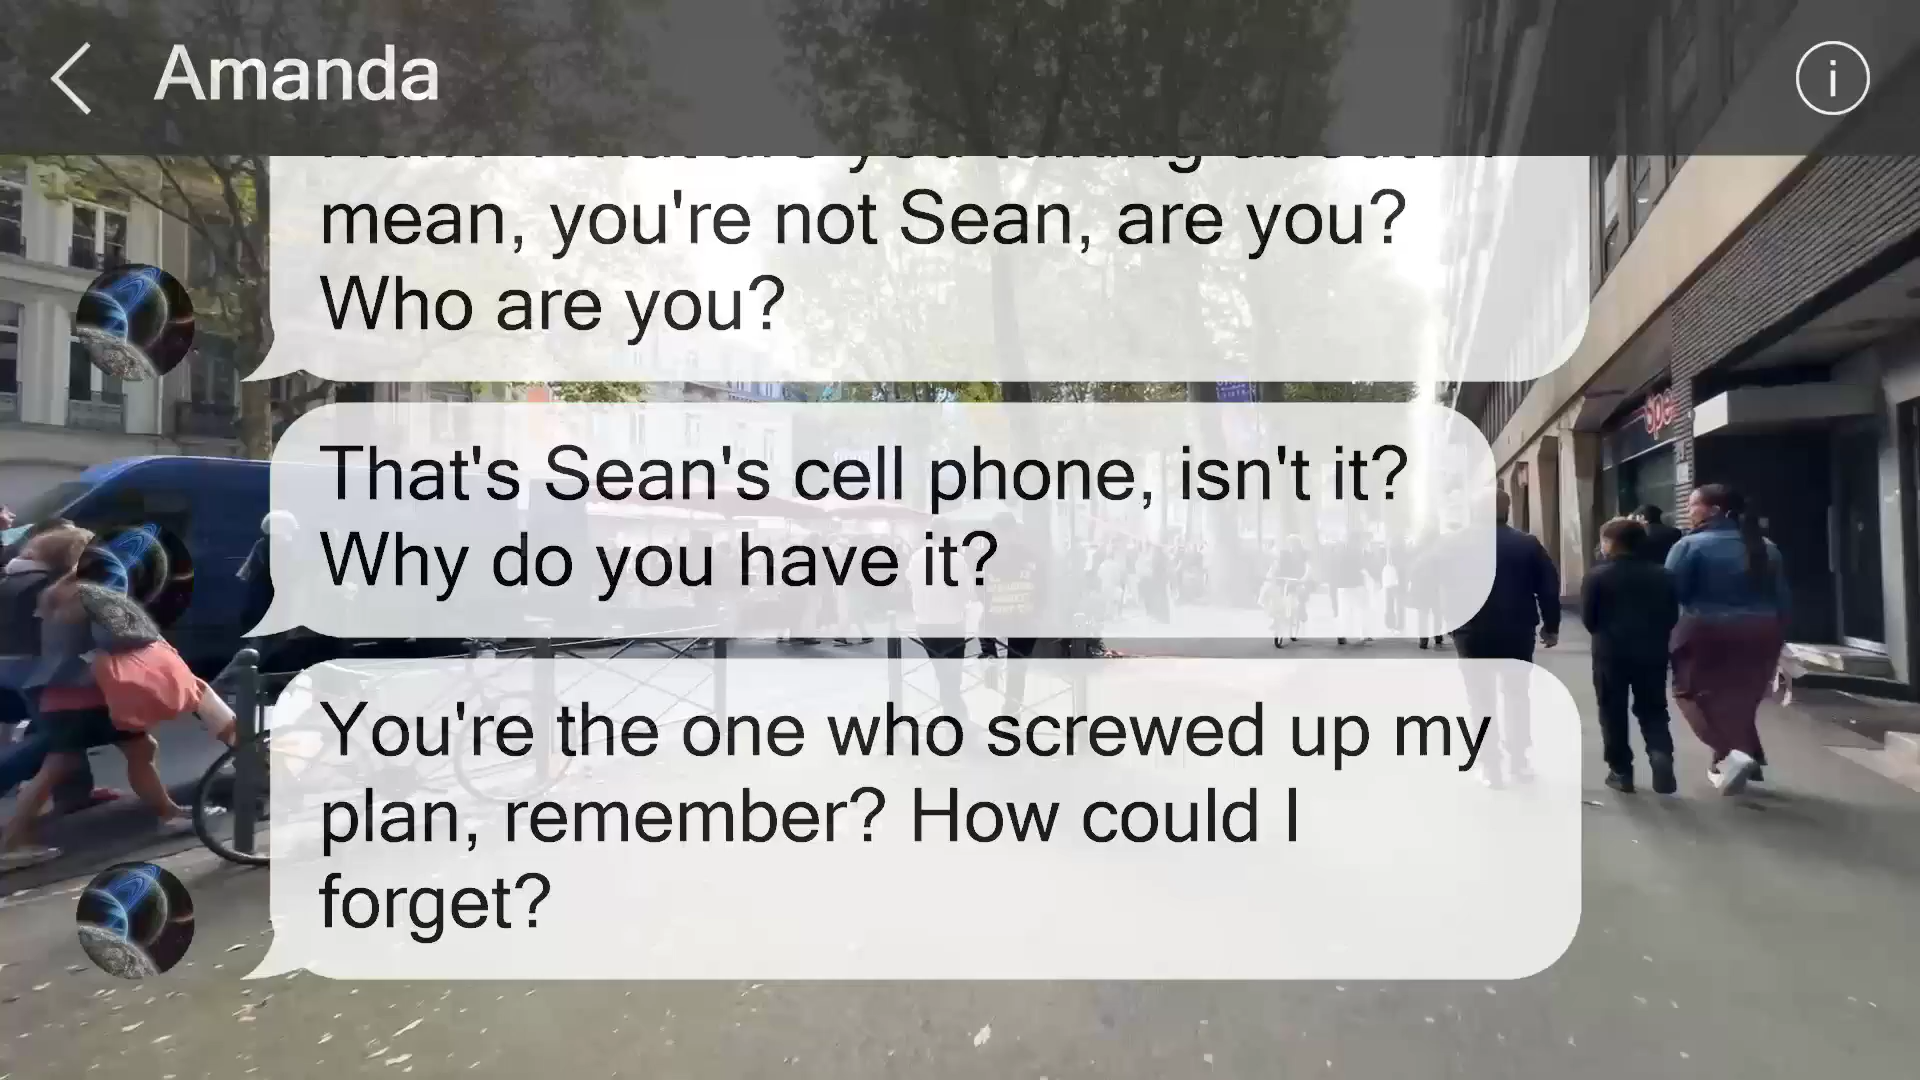 Amanda
mean, you're not Sean, are you?
Who are you?
That's Sean's cell phone, isn't it?
Why do you have it?
You're the one who screwed up my
plan, remember? How could I
forget?